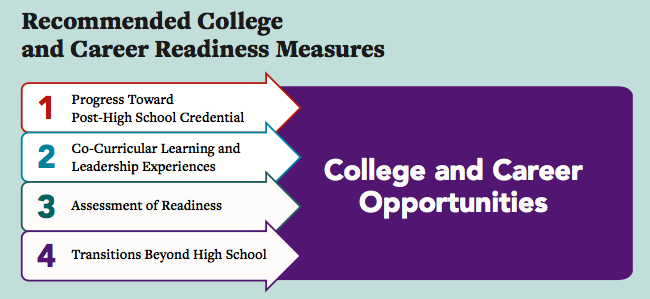 Recommended College
and Career Readiness Measures
1
Progress Toward
Post-High School Credential
2
Co-Curricular Learning and
Leadership Experiences
3
Assessment of Readiness
4
Transitions Beyond High School
College and Career
Opportunities